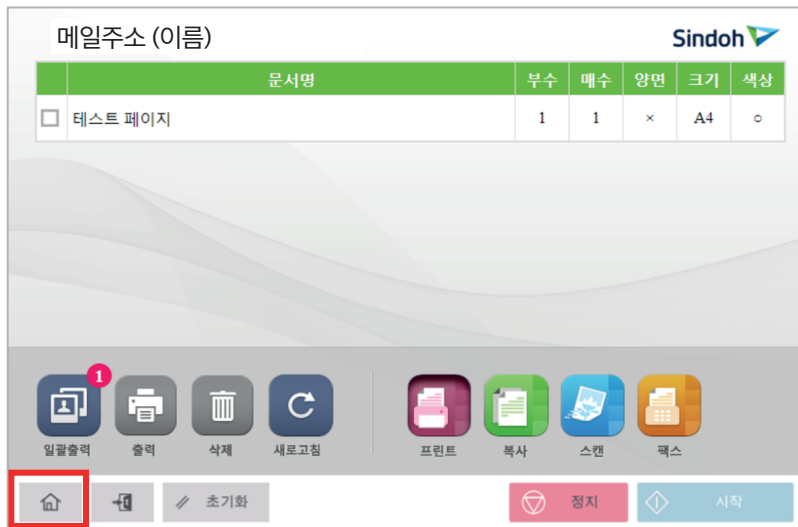 메일주소 (이름)
Sindoh
문서명 부수 매수 양면 크기 색상
테스트 페이지 1 1 × A4 ○
1
일괄출력 출력 삭제 새로고침 프린트 복사 스캔 팩스
초기화 정지 시작